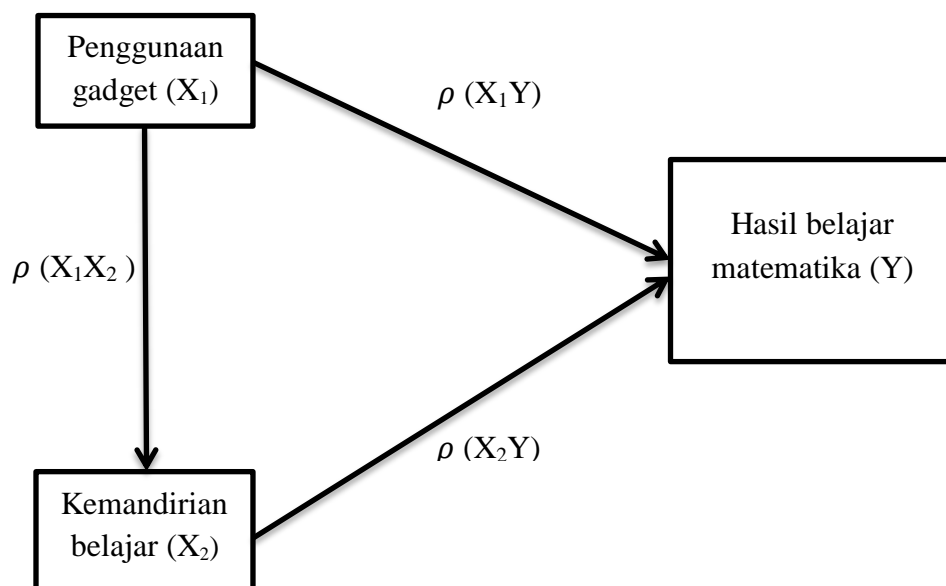 Penggunaan
gadget (X₁)
ρ (X₁Y)
Hasil belajar
matematika (Y)
ρ (X₁X₂ )
ρ (X₂Y)
Kemandirian
belajar (X₂)